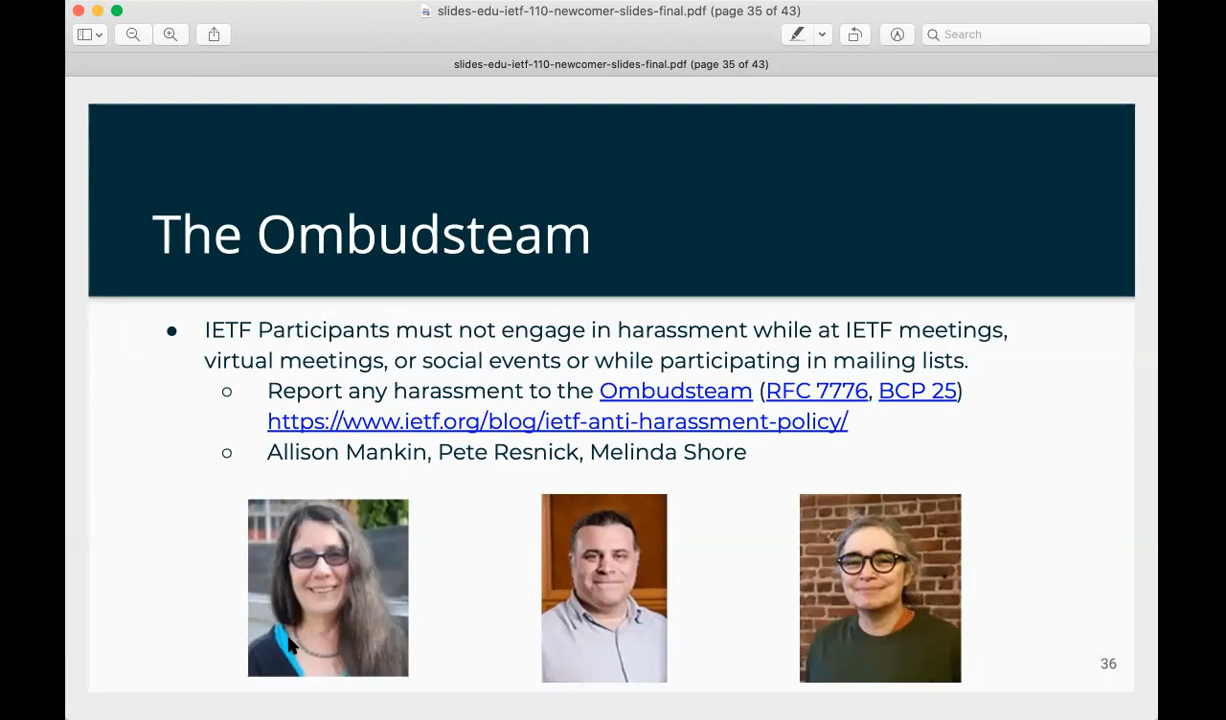 slides-edu-ietf-110-newcomer-slides-final.pdf (page 35 of 43)
Search
slides-edu-ietf-110-newcomer-slides-final.pdf (page 35 of 43)
The Ombudsteam
● IETF Participants must not engage in harassment while at IETF meetings,
virtual meetings, or social events or while participating in mailing lists.
○ Report any harassment to the Ombudsteam (RFC 7776, BCP 25)
https://www.ietf.org/blog/ietf-anti-harassment-policy/
○ Allison Mankin, Pete Resnick, Melinda Shore
36